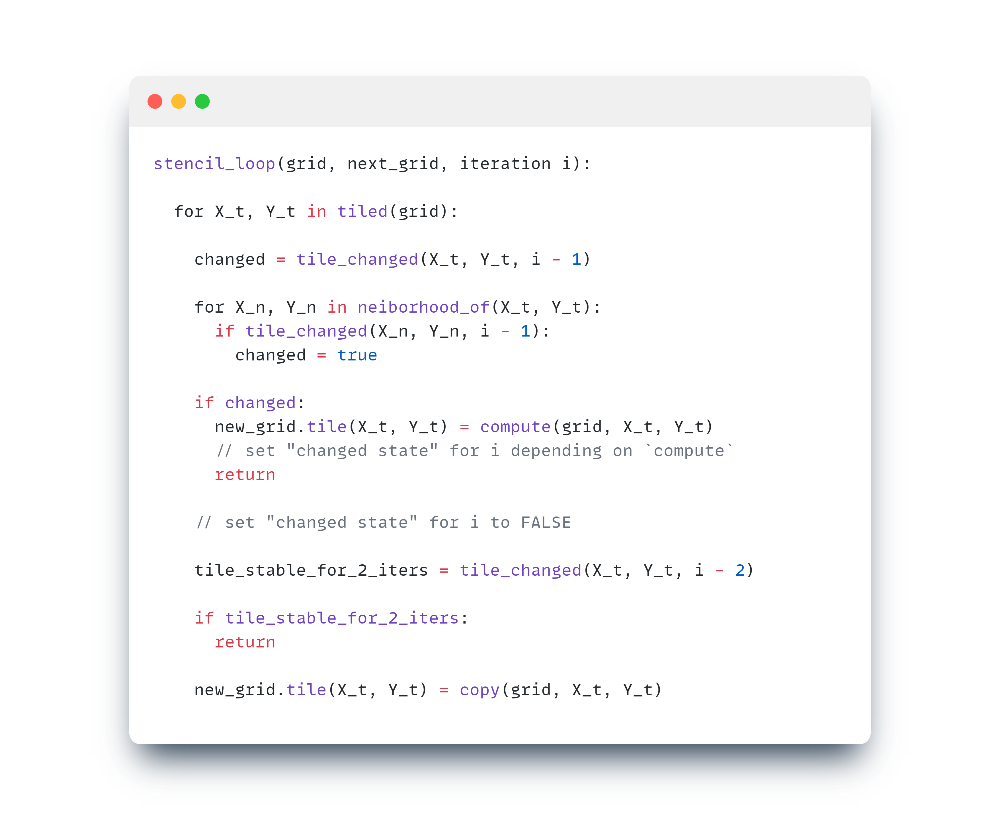 stencil_loop(grid, next_grid, iteration i):
for X_t, Y_t in tiled(grid):
changed = tile_changed(X_t, Y_t, i - 1)
for X_n, Y_n in neiborhood_of(X_t, Y_t):
if tile_changed(X_n, Y_n, i - 1):
changed = true
if changed:
new_grid.tile(X_t, Y_t) = compute(grid, X_t, Y_t)
// set "changed state" for i depending on `compute`
return
// set "changed state" for i to FALSE
tile_stable_for_2_iters = tile_changed(X_t, Y_t, i - 2)
if tile_stable_for_2_iters:
return
new_grid.tile(X_t, Y_t) = copy(grid, X_t, Y_t)